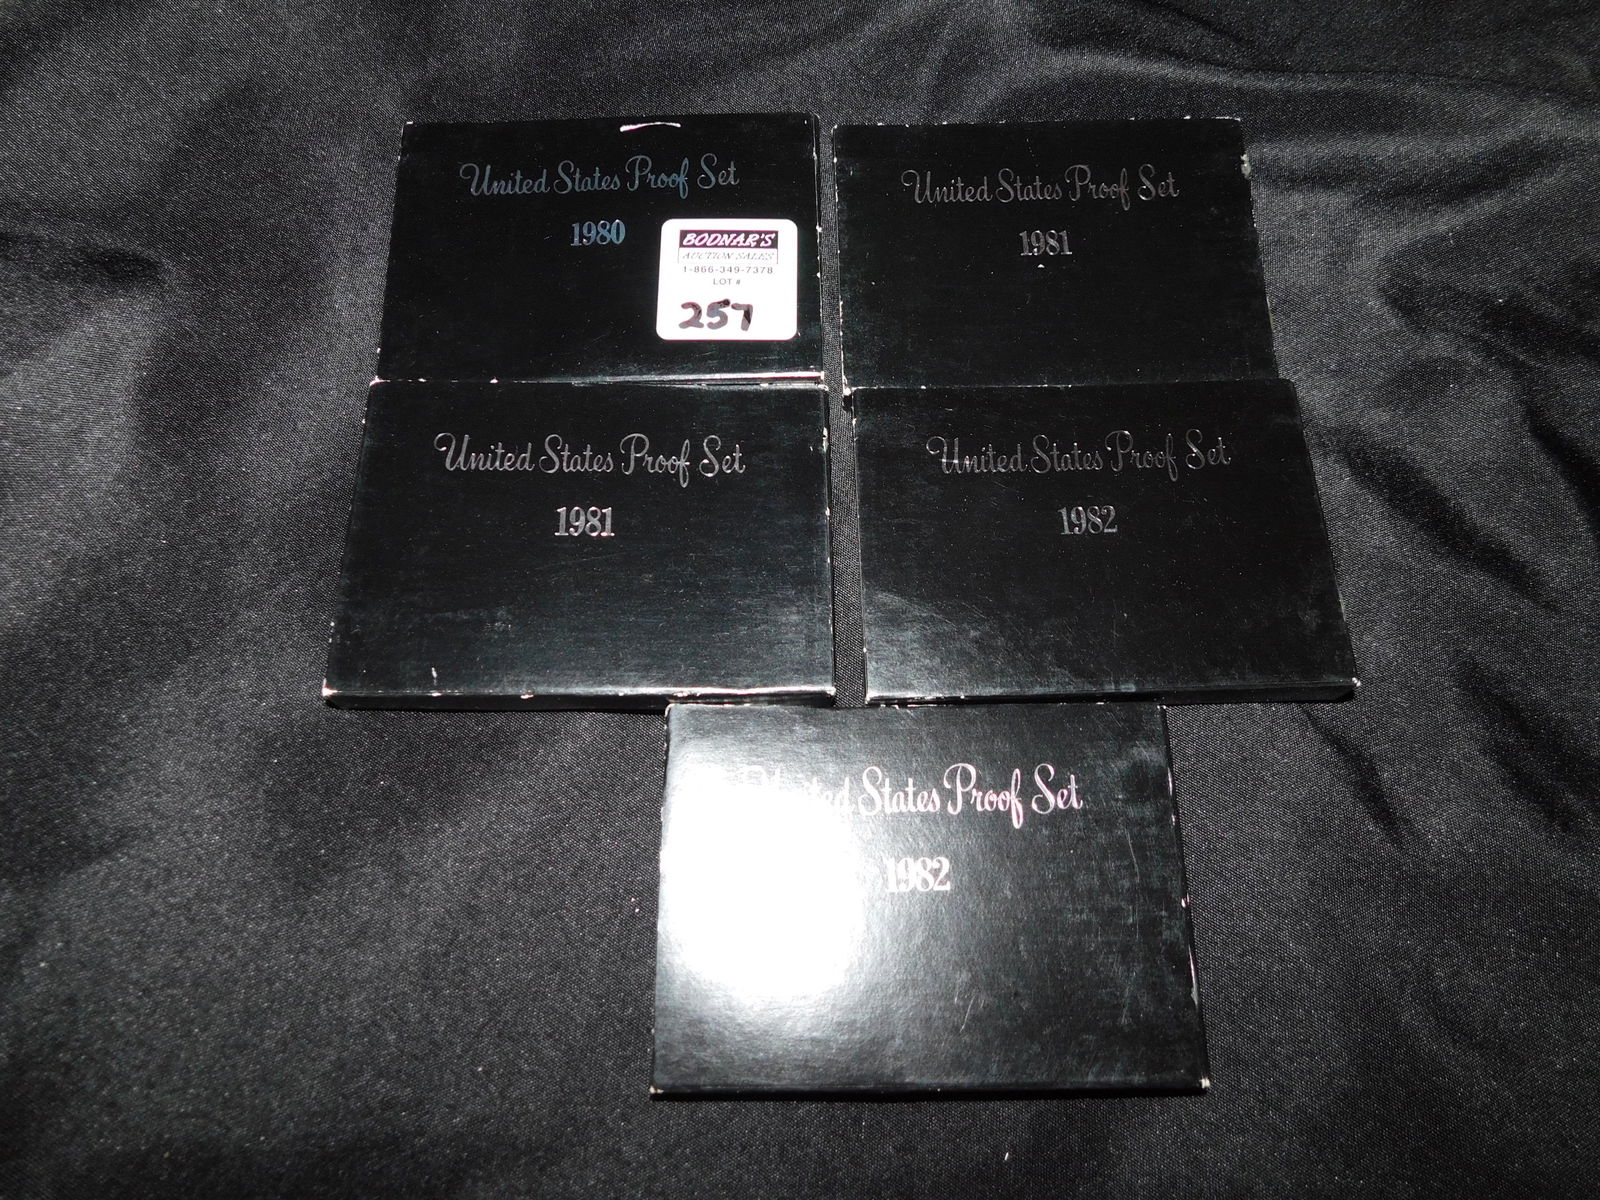 United States Proof Set
1980
BODNAR'S
AUCTION SALES
1-866-349-7378
LOT #
257
United States Proof Set
1981
United States Proof Set
1981
United States Proof Set
1982
United States Proof Set
1982